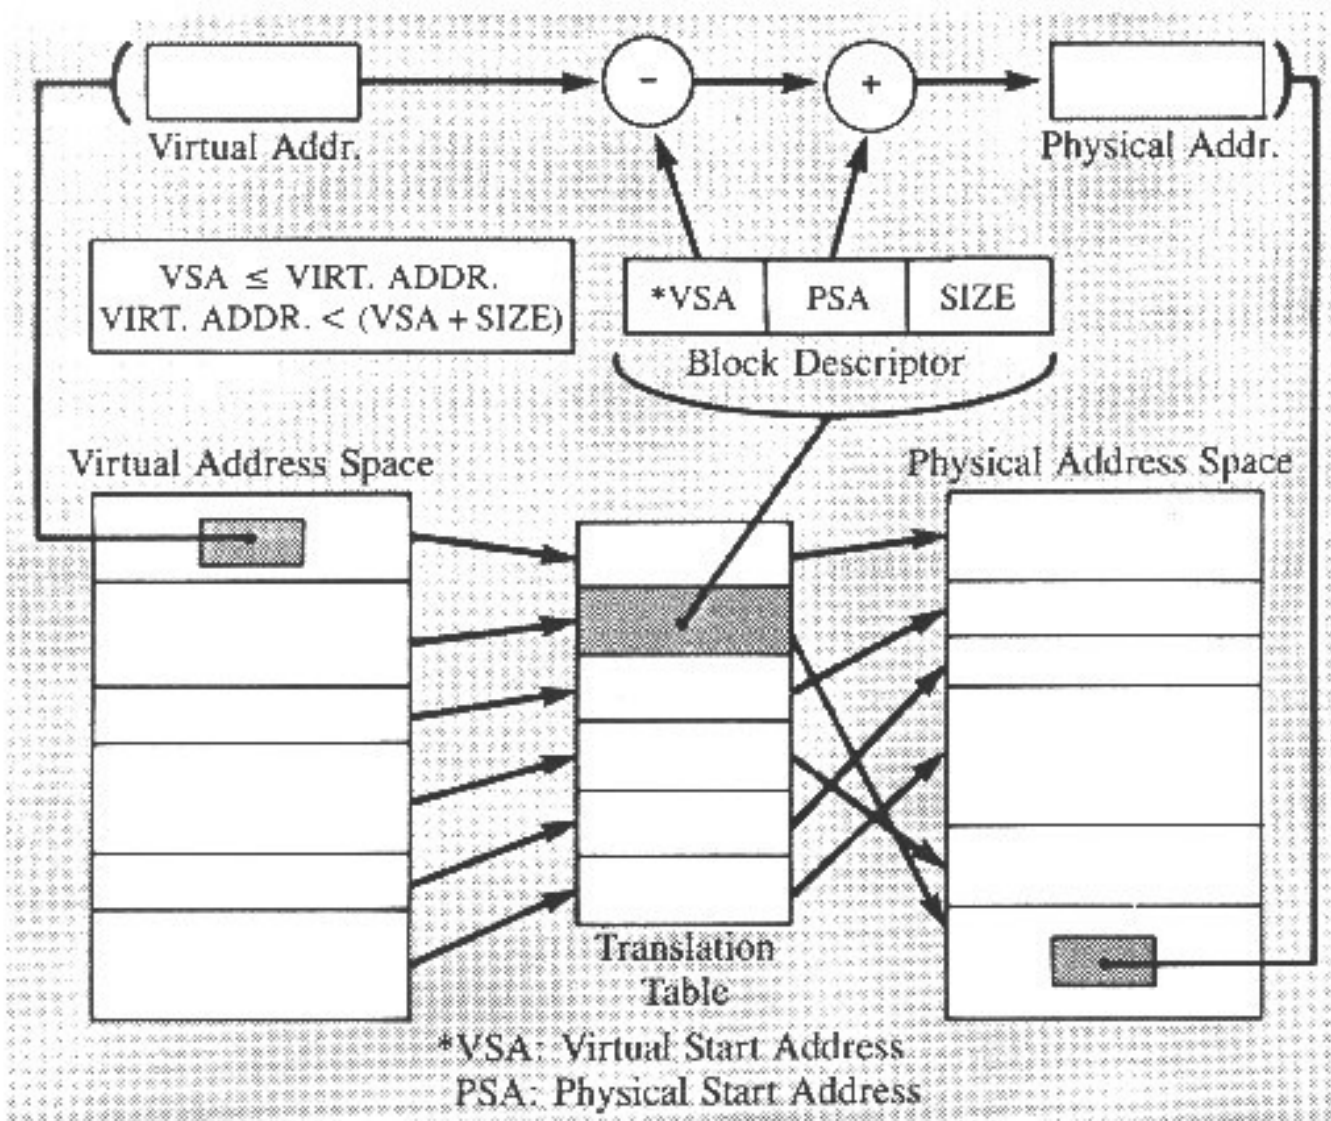 -
+
Virtual Addr.
Physical Addr.
VSA ≤ VIRT. ADDR.
VIRT. ADDR. < (VSA + SIZE)
*VSA PSA SIZE
Block Descriptor
Virtual Address Space
Physical Address Space
Translation
Table
*VSA: Virtual Start Address
PSA: Physical Start Address